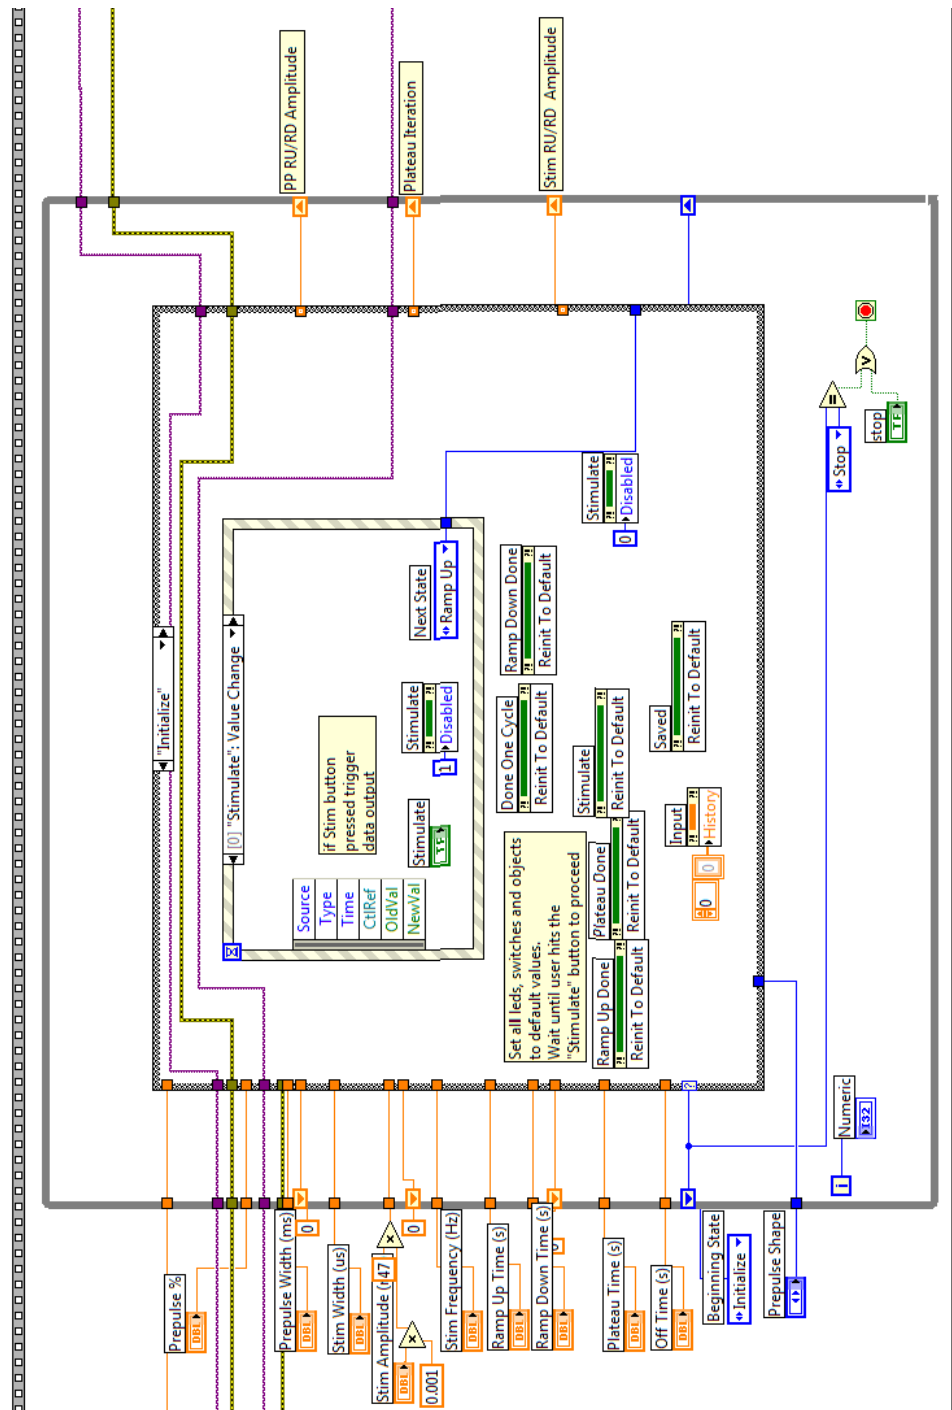 PP RU/RD Amplitude
Plateau Iteration
Stim RU/RD  Amplitude
"Initialize"
[0] "Stimulate": Value Change
Source
Type
Time
CtlRef
OldVal
NewVal
if Stim button
pressed trigger
data output
Stimulate
TF
Stimulate
Disabled
1
Next State
Ramp Up
Set all leds, switches and objects
to default values.
Wait until user hits the
"Stimulate" button to proceed
Done One Cycle
Reinit To Default
Ramp Down Done
Reinit To Default
Ramp Up Done
Reinit To Default
Plateau Done
Reinit To Default
Stimulate
Reinit To Default
Stimulate
Disabled
0
Saved
Reinit To Default
Input
History
0
0
Prepulse %
DBL
Prepulse Width (ms)
DBL
0
Stim Width (us)
DBL
Stim Amplitude (
47
DBL
0.001
0
Stim Frequency (Hz)
DBL
Ramp Up Time (s)
DBL
Ramp Down Time (s)
DBL
Plateau Time (s)
DBL
Off Time (s)
DBL
Beginning State
Initialize
Prepulse Shape
i
Numeric
I32
Stop
=
V
stop
TF